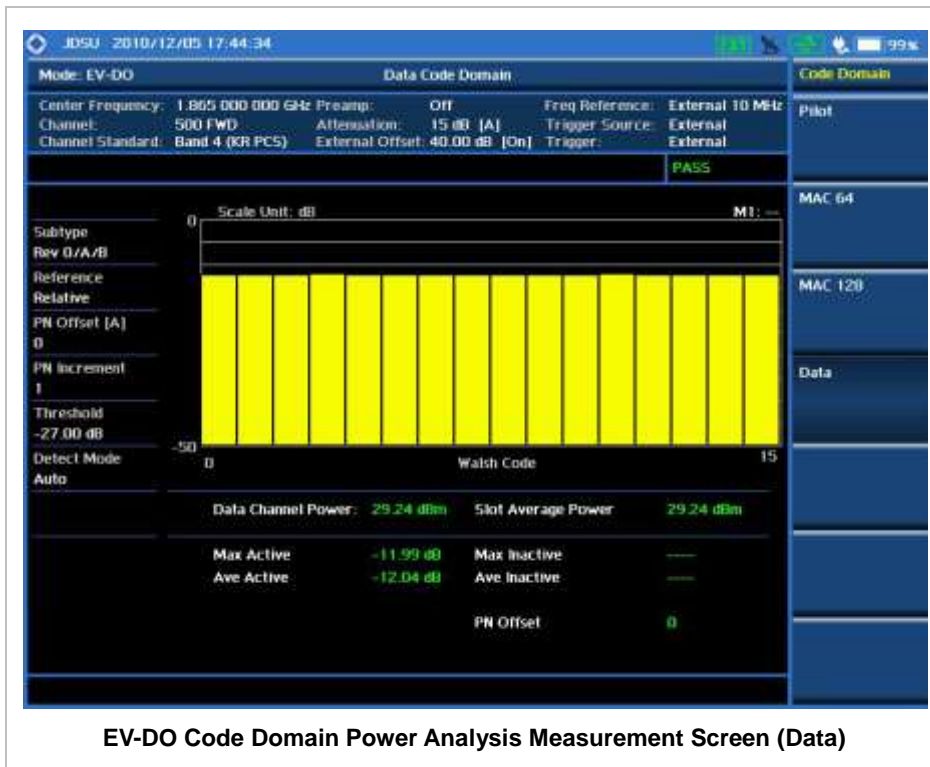 JDSU 2010/12/05 17:44:34 99%
Mode: EV-DO Data Code Domain Code Domain
Center Frequency: 1.865 000 000 GHz Preamp: Off Freq Reference: External 10 MHz
Channel: 500 FWD Attenuation: 15 dB [A] Trigger Source: External
Channel Standard: Band 4 (KR PCS) External Offset: 40.00 dB [On] Trigger: External
PASS
Pilot
MAC 64
MAC 128
Data
Scale Unit: dB M1: --
0
-50
0 Walsh Code 15
Subtype
Rev 0/A/B
Reference
Relative
PN Offset [A]
0
PN Increment
1
Threshold
-27.00 dB
Detect Mode
Auto
Data Channel Power: 29.24 dBm Slot Average Power 29.24 dBm
Max Active -11.99 dB Max Inactive ----
Ave Active -12.04 dB Ave Inactive ----
PN Offset 0
EV-DO Code Domain Power Analysis Measurement Screen (Data)